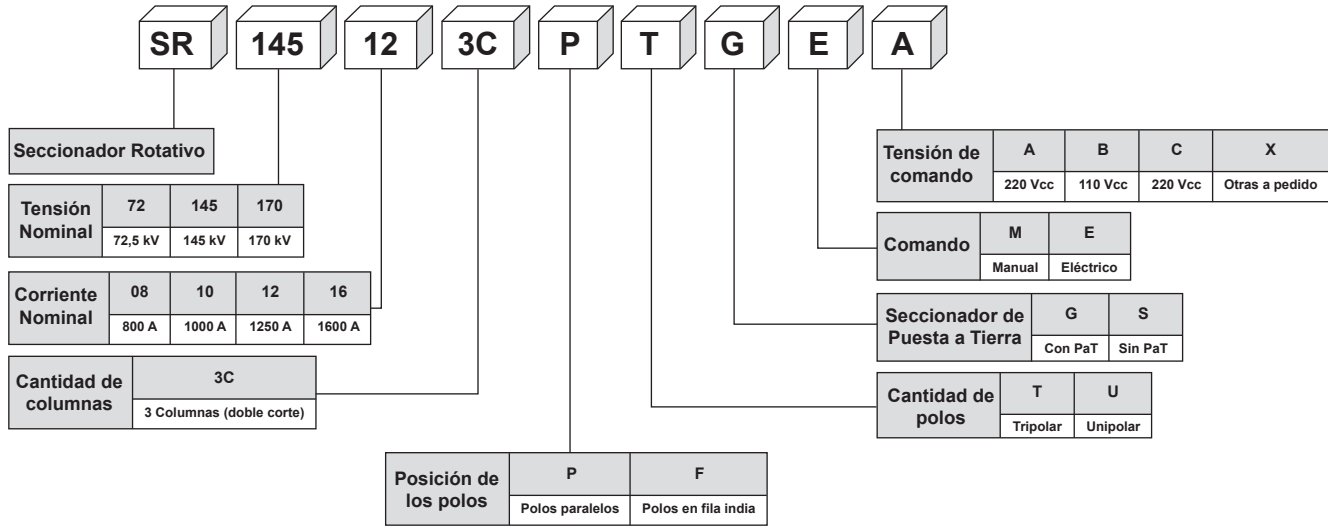 SR 145 12 3C P T G E A
Seccionador Rotativo
Tensión Nominal
72 145 170
72,5 kV 145 kV 170 kV
Corriente Nominal
08 10 12 16
800 A 1000 A 1250 A 1600 A
Cantidad de columnas
3C
3 Columnas (doble corte)
Posición de los polos
P F
Polos paralelos Polos en fila india
Tensión de comando
A B C X
220 Vcc 110 Vcc 220 Vcc Otras a pedido
Comando
M E
Manual Eléctrico
Seccionador de Puesta a Tierra
G S
Con PaT Sin PaT
Cantidad de polos
T U
Tripolar Unipolar